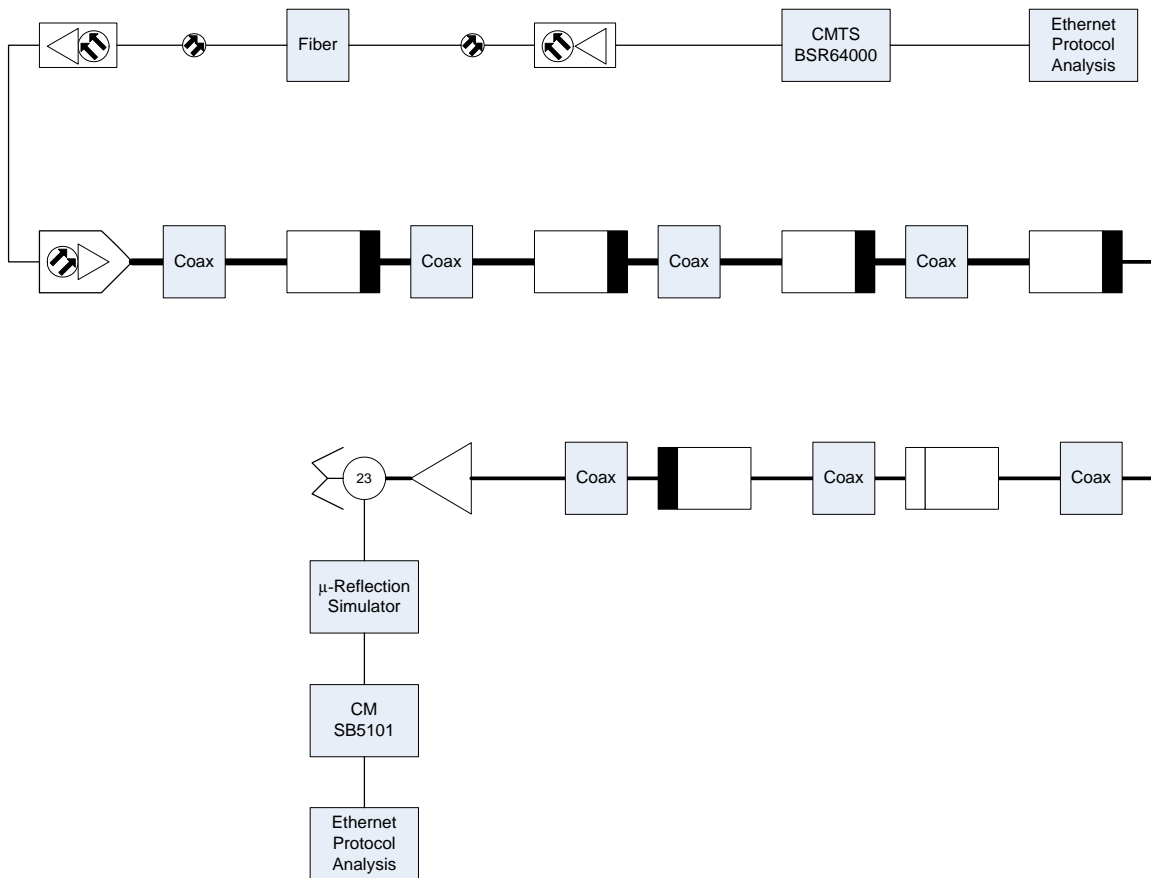 Fiber
CMTS
BSR64000
Ethernet
Protocol
Analysis
Coax
Coax
Coax
Coax
23
Coax
Coax
Coax
μ-Reflection
Simulator
CM
SB5101
Ethernet
Protocol
Analysis